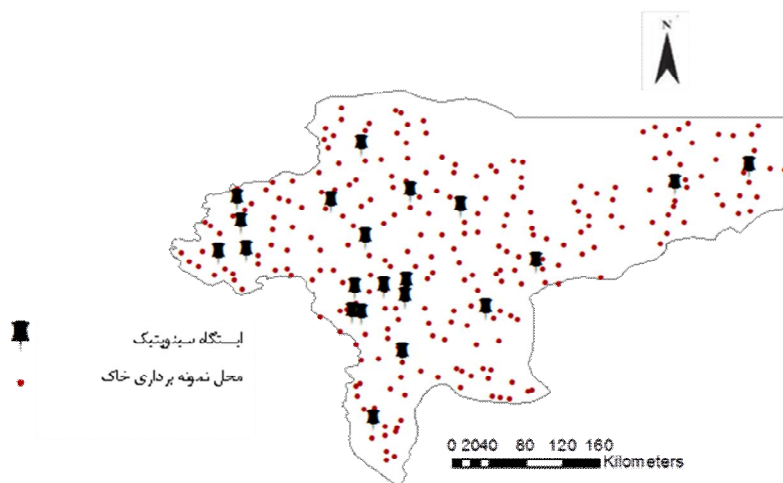 N
ایستگاه سینوپتیک
محل نمونه برداری خاک
0 2040 80 120 160
Kilometers